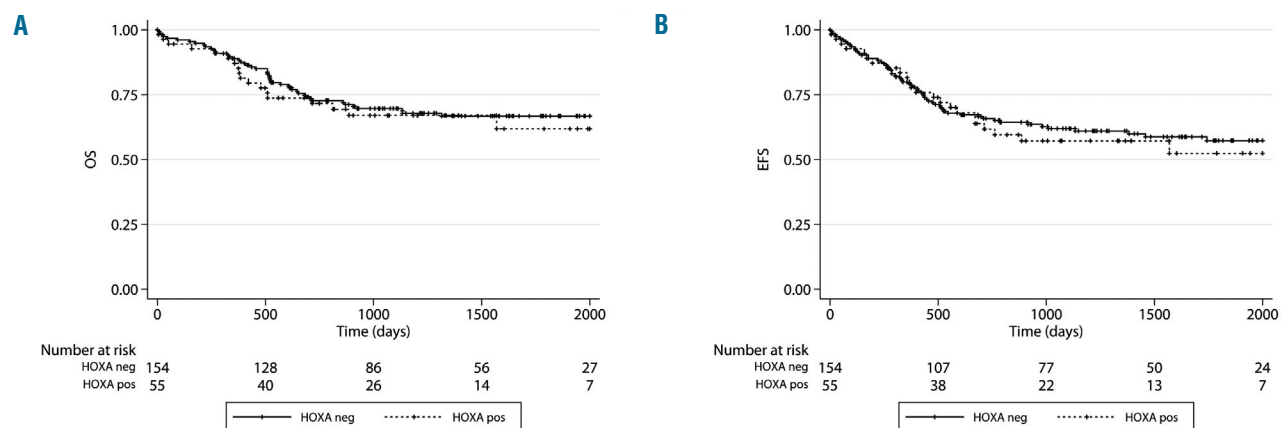 A
1.00
0.75
0.50
0.25
0.00
OS
0 500 1000 1500 2000
Time (days)
Number at risk
HOXA neg 154 128 86 56 27
HOXA pos 55 40 26 14 7
HOXA neg HOXA pos
B
1.00
0.75
0.50
0.25
0.00
EFS
0 500 1000 1500 2000
Time (days)
Number at risk
HOXA neg 154 107 77 50 24
HOXA pos 55 38 22 13 7
HOXA neg HOXA pos